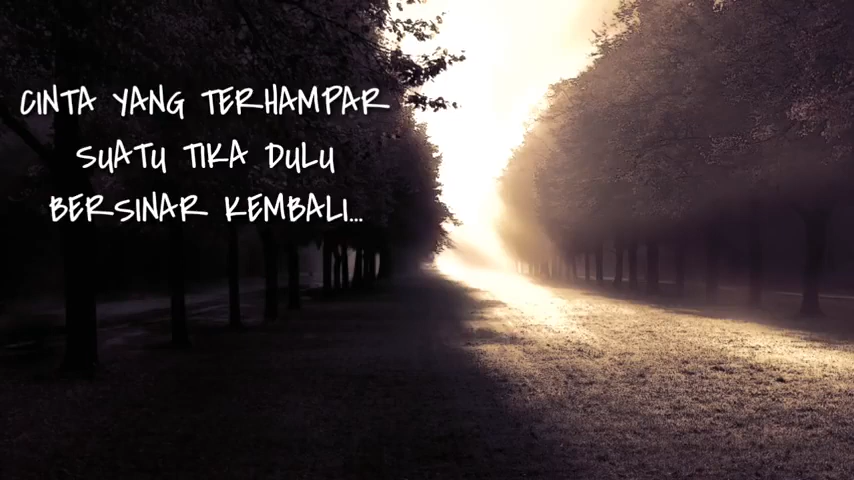 CINTA YANG TERHAMPAR
SUATU TIKA DULU
BERSINAR KEMBALI...